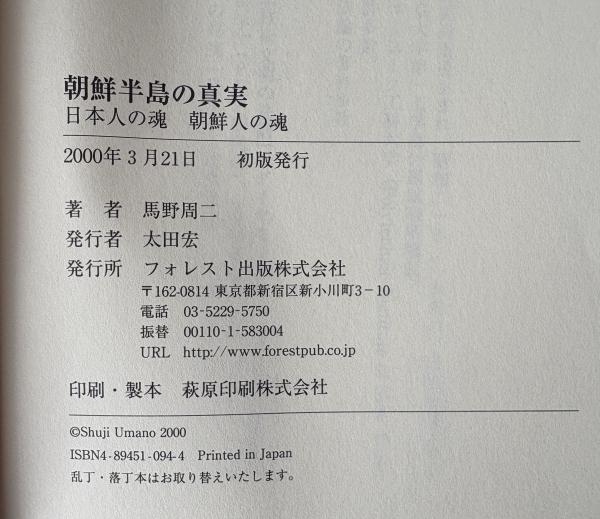 朝鮮半島の真実
日本人の魂　朝鮮人の魂
2000年3月21日　初版発行
著　者　馬野周二
発行者　太田宏
発行所　フォレスト出版株式会社
〒162-0814 東京都新宿区新小川町3-10
電話　03-5229-5750
振替　00110-1-583004
URL　http://www.forestpub.co.jp
印刷・製本　萩原印刷株式会社
©Shuji Umano 2000
ISBN4-89451-094-4　Printed in Japan
乱丁・落丁本はお取り替えいたします。